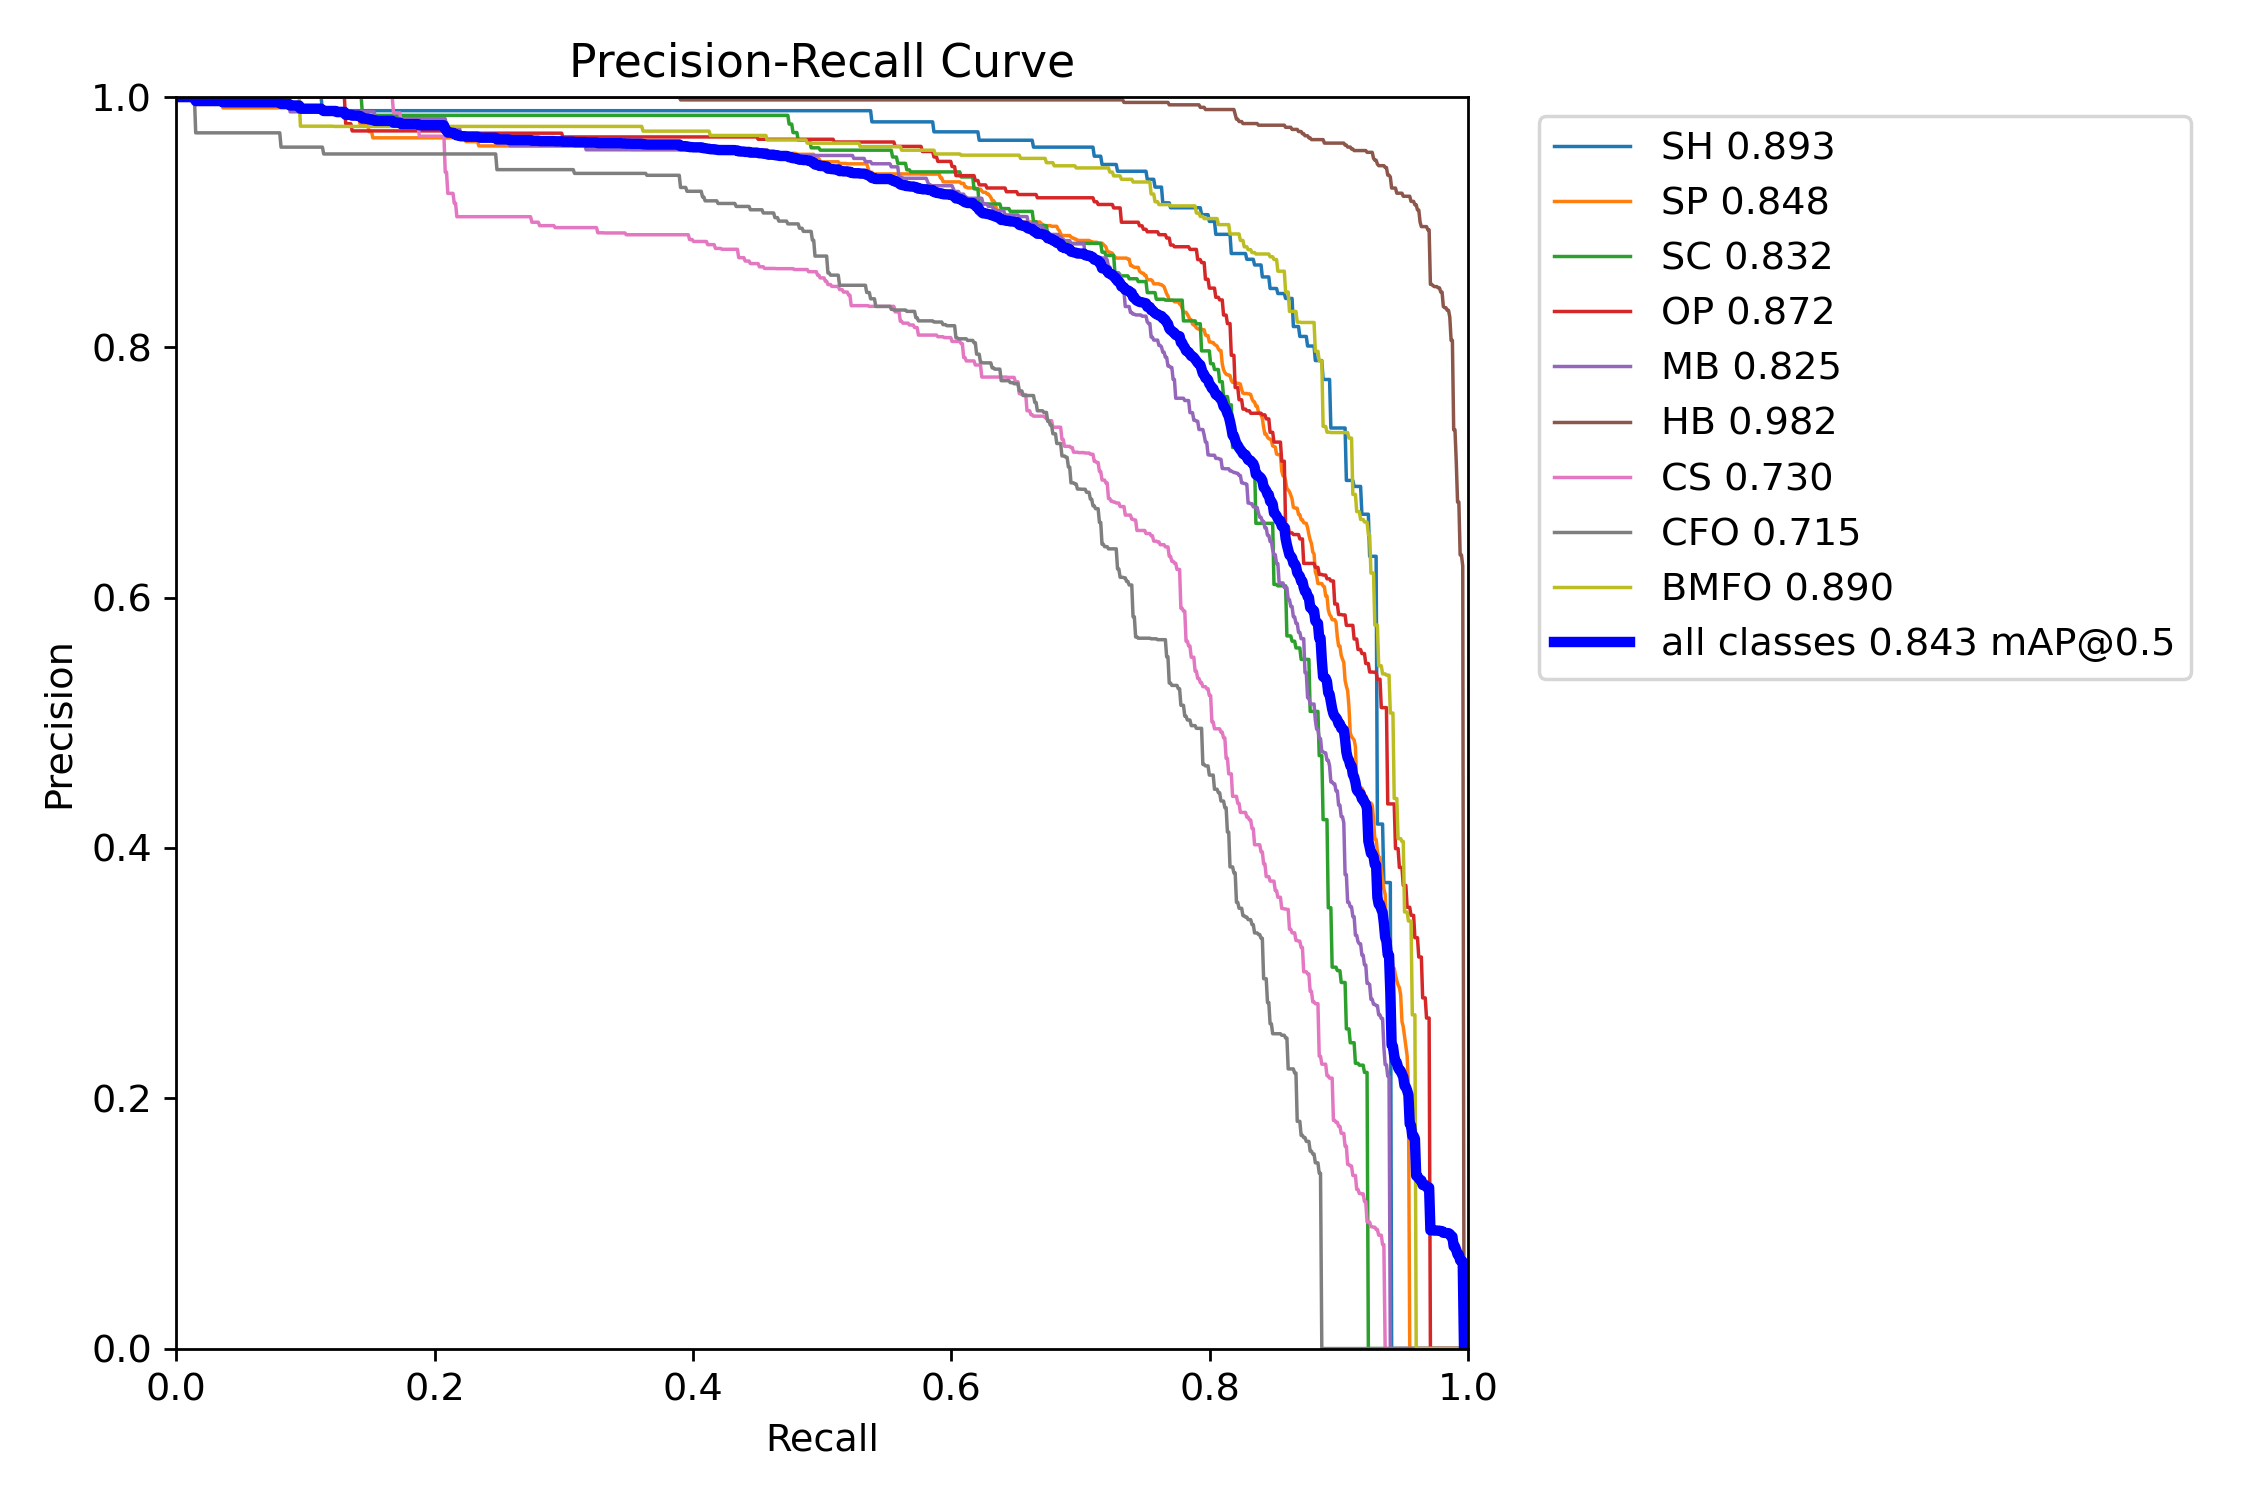 Precision-Recall Curve
1.0
0.8
0.6
0.4
0.2
0.0
Precision
0.0 0.2 0.4 0.6 0.8 1.0
Recall
SH 0.893
SP 0.848
SC 0.832
OP 0.872
MB 0.825
HB 0.982
CS 0.730
CFO 0.715
BMFO 0.890
all classes 0.843 mAP@0.5